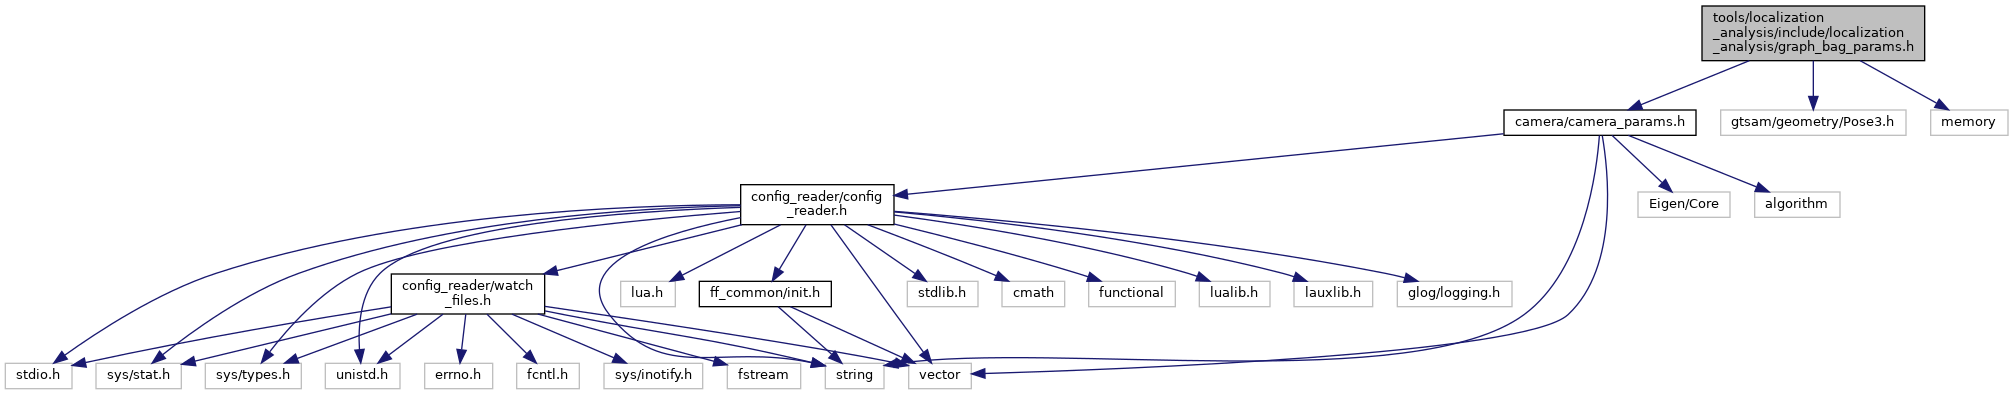 tools/localization
_analysis/include/localization
_analysis/graph_bag_params.h
camera/camera_params.h
gtsam/geometry/Pose3.h
memory
config_reader/config
_reader.h
Eigen/Core
algorithm
config_reader/watch
_files.h
lua.h
ff_common/init.h
stdlib.h
cmath
functional
lualib.h
lauxlib.h
glog/logging.h
stdio.h
sys/stat.h
sys/types.h
unistd.h
errno.h
fcntl.h
sys/inotify.h
fstream
string
vector